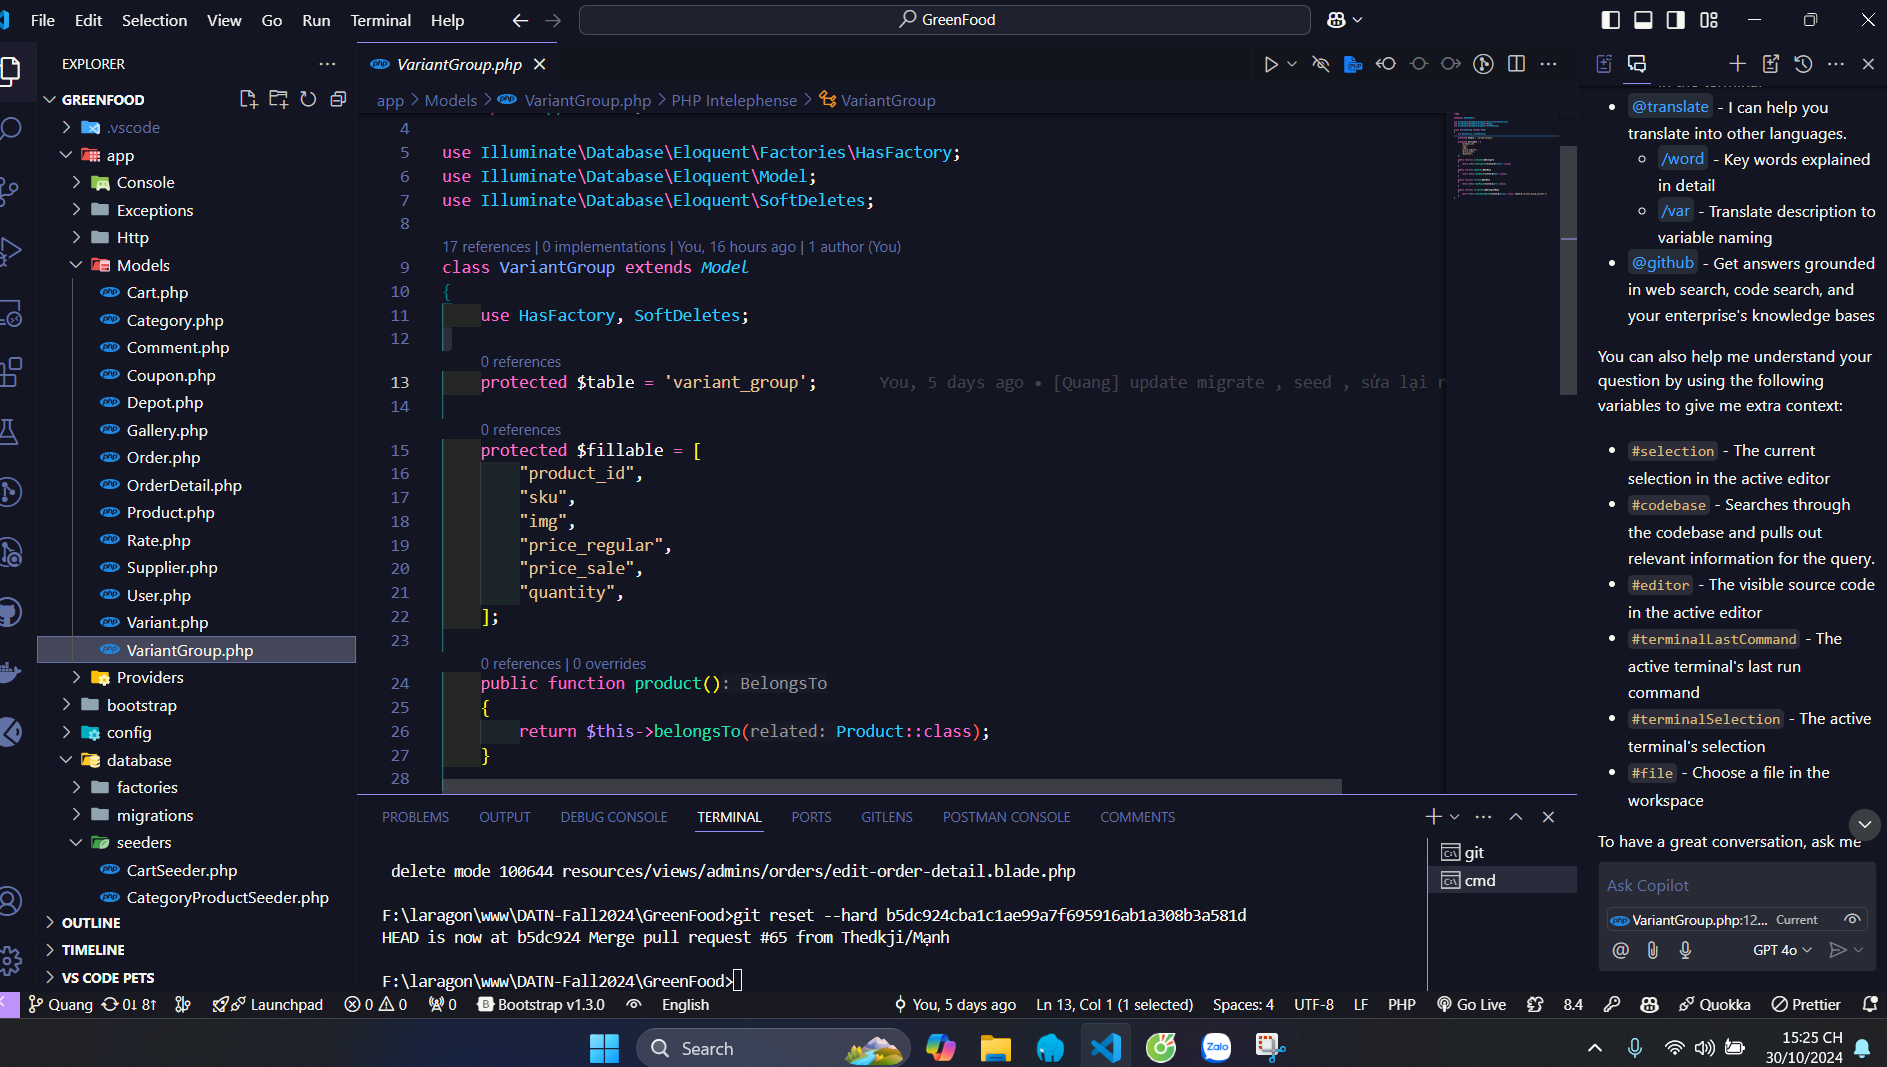 File Edit Selection View Go Run Terminal Help
GreenFood
EXPLORER
GREENFOOD
.vscode
app
Console
Exceptions
Http
Models
Cart.php
Category.php
Comment.php
Coupon.php
Depot.php
Gallery.php
Order.php
OrderDetail.php
Product.php
Rate.php
Supplier.php
User.php
Variant.php
VariantGroup.php
Providers
bootstrap
config
database
factories
migrations
seeders
CartSeeder.php
CategoryProductSeeder.php
OUTLINE
TIMELINE
VS CODE PETS
VariantGroup.php
app > Models > VariantGroup.php > PHP Intelephense > VariantGroup
4
5 use Illuminate\Database\Eloquent\Factories\HasFactory;
6 use Illuminate\Database\Eloquent\Model;
7 use Illuminate\Database\Eloquent\SoftDeletes;
8
17 references | 0 implementations | You, 16 hours ago | 1 author (You)
9 class VariantGroup extends Model
10 {
11 use HasFactory, SoftDeletes;
12
0 references
13 protected $table = 'variant_group'; You, 5 days ago • [Quang] update migrate , seed , sửa lại r
14
0 references
15 protected $fillable = [
16 "product_id",
17 "sku",
18 "img",
19 "price_regular",
20 "price_sale",
21 "quantity",
22 ];
23
0 references | 0 overrides
24 public function product(): BelongsTo
25 {
26 return $this->belongsTo(related: Product::class);
27 }
28
PROBLEMS OUTPUT DEBUG CONSOLE TERMINAL PORTS GITLENS POSTMAN CONSOLE COMMENTS
delete mode 100644 resources/views/admins/orders/edit-order-detail.blade.php
F:\laragon\www\DATN-Fall2024\GreenFood>git reset --hard b5dc924cba1c1ae99a7f695916ab1a308b3a581d
HEAD is now at b5dc924 Merge pull request #65 from Thedkji/Mạnh
F:\laragon\www\DATN-Fall2024\GreenFood>
git
cmd
@translate - I can help you
translate into other languages.
/word - Key words explained
in detail
/var - Translate description to
variable naming
@github - Get answers grounded
in web search, code search, and
your enterprise's knowledge bases
You can also help me understand your
question by using the following
variables to give me extra context:
#selection - The current
selection in the active editor
#codebase - Searches through
the codebase and pulls out
relevant information for the query.
#editor - The visible source code
in the active editor
#terminalLastCommand - The
active terminal's last run
command
#terminalSelection - The active
terminal's selection
#file - Choose a file in the
workspace
To have a great conversation, ask me
Ask Copilot
VariantGroup.php:12... Current
GPT 4o
Quang 0↓ 8↑ Launchpad 0 0 0 Bootstrap v1.3.0 English You, 5 days ago Ln 13, Col 1 (1 selected) Spaces: 4 UTF-8 LF PHP Go Live 8.4 Quokka Prettier
Search
Zalo
15:25 CH
30/10/2024